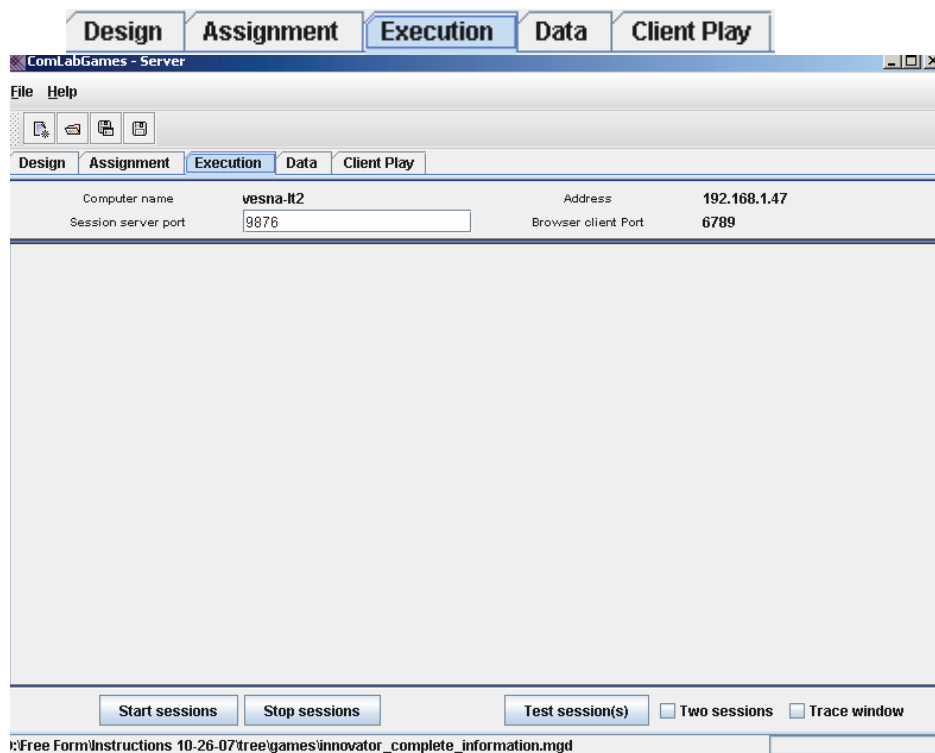 Design Assignment Execution Data Client Play
ComLabGames - Server
File Help
Design Assignment Execution Data Client Play
Computer name vesna-lt2 Address 192.168.1.47
Session server port 9876 Browser client Port 6789
Start sessions Stop sessions Test session(s) Two sessions Trace window
:\Free Form\Instructions 10-26-07\tree\games\innovator_complete_information.mgd